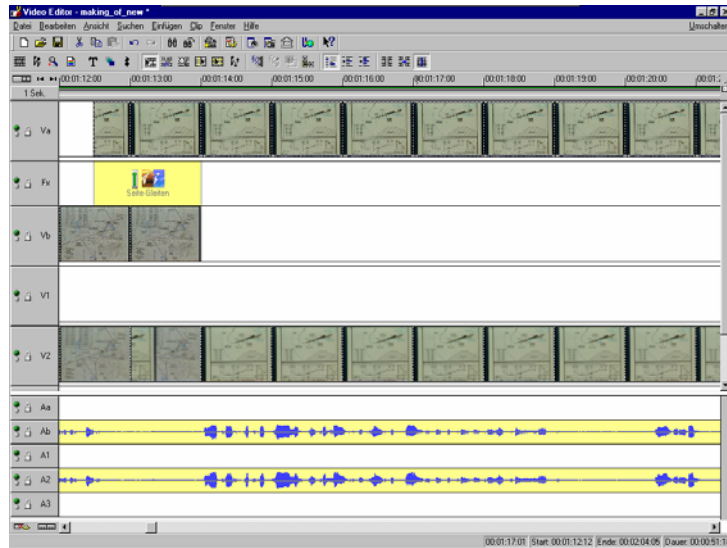 Video Editor - making_of_new *
Datei Bearbeiten Ansicht Suchen Einfügen Clip Fenster Hilfe Umschalten
00:01:12:00 00:01:13:00 00:01:14:00 00:01:15:00 00:01:16:00 00:01:17:00 00:01:18:00 00:01:19:00 00:01:20:00 00:01:2
1 Sek.
Va
Fx
Seite-Gleiten
Vb
V1
V2
Aa
Ab
A1
A2
A3
00:01:17:01 Start: 00:01:12:12 Ende: 00:02:04:05 Dauer: 00:00:51:1